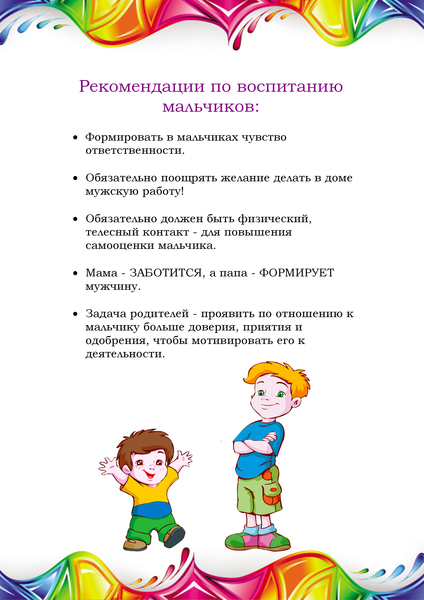 Рекомендации по воспитанию
мальчиков:
• Формировать в мальчиках чувство
ответственности.
• Обязательно поощрять желание делать в доме
мужскую работу!
• Обязательно должен быть физический,
телесный контакт - для повышения
самооценки мальчика.
• Мама - ЗАБОТИТСЯ, а папа - ФОРМИРУЕТ
мужчину.
• Задача родителей - проявить по отношению к
мальчику больше доверия, приятия и
одобрения, чтобы мотивировать его к
деятельности.